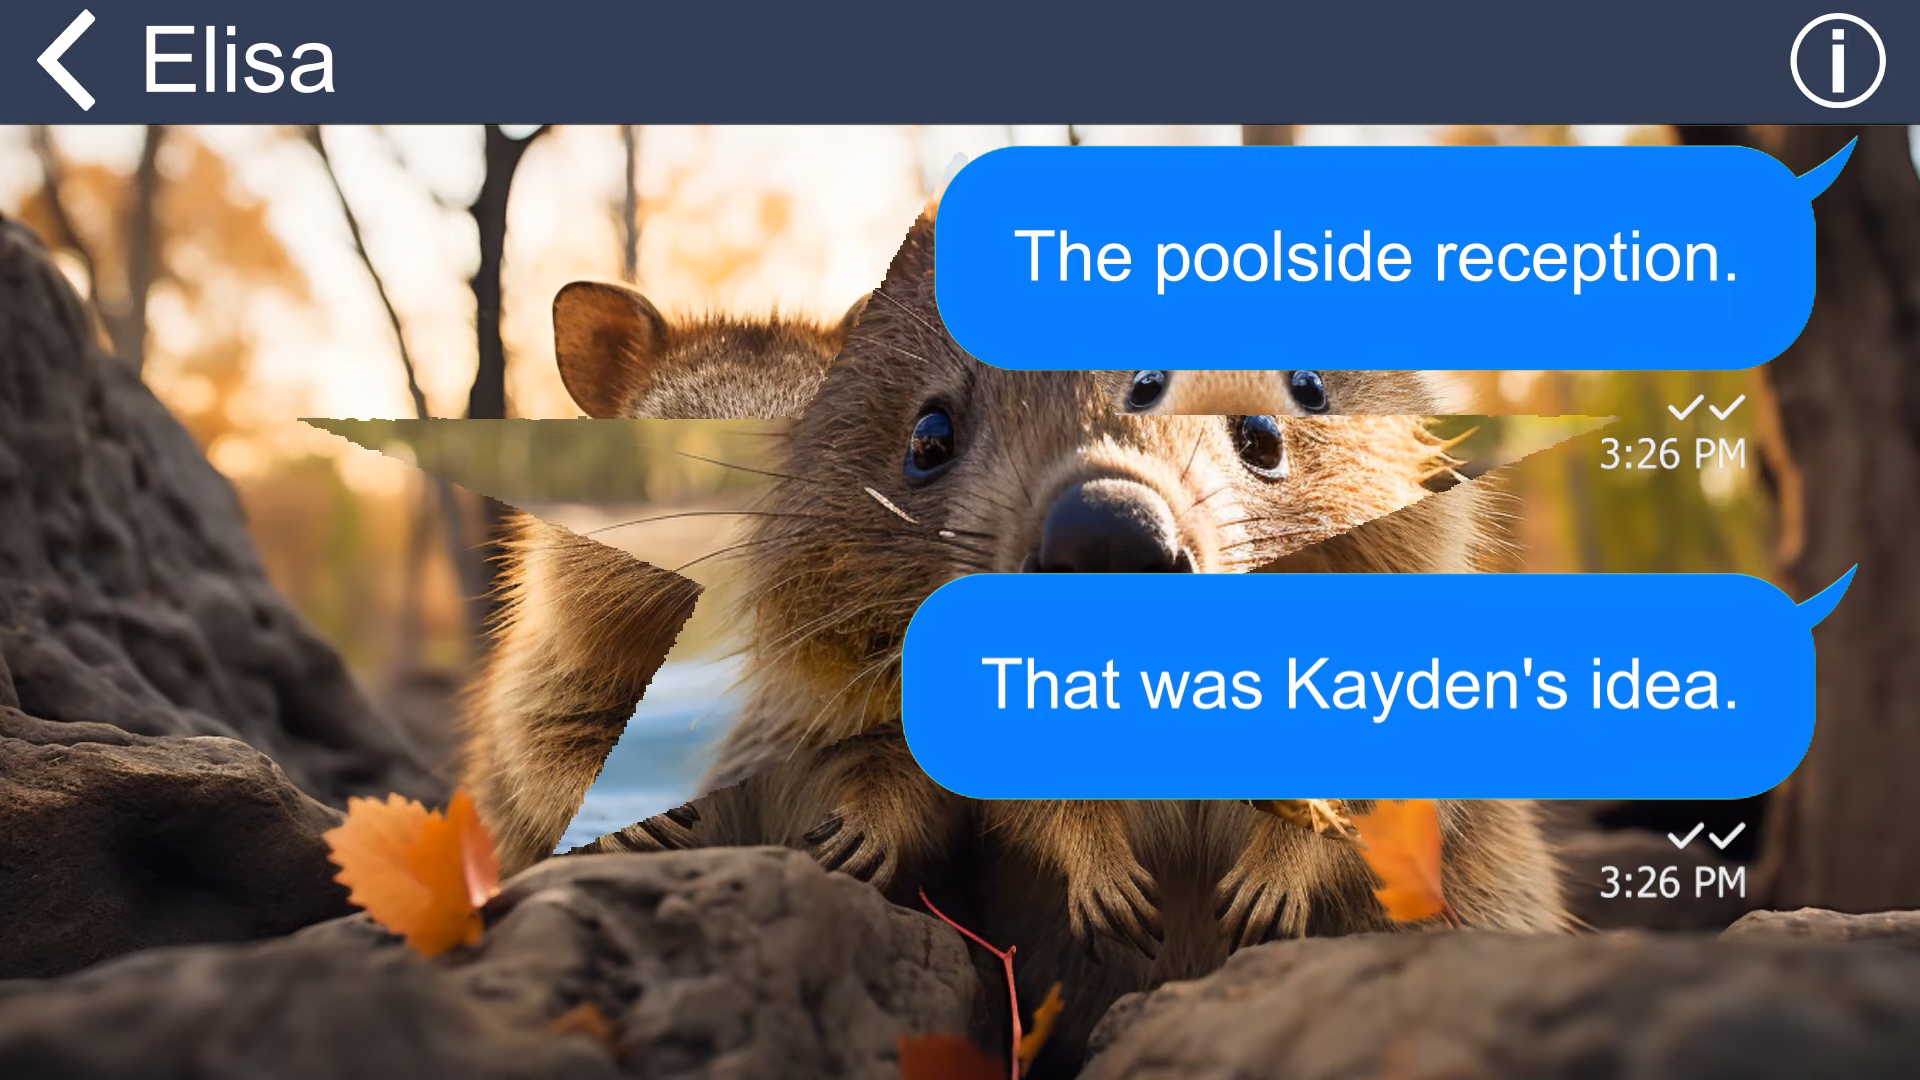 Elisa
The poolside reception.
3:26 PM
That was Kayden's idea.
3:26 PM